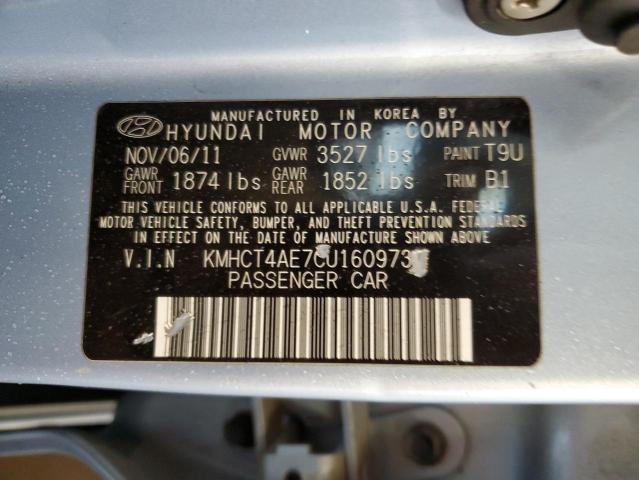 MANUFACTURED IN KOREA BY
HYUNDAI MOTOR COMPANY
NOV/06/11 GVWR 3527 lbs PAINT T9U
GAWR FRONT 1874 lbs GAWR REAR 1852 lbs TRIM B1
THIS VEHICLE CONFORMS TO ALL APPLICABLE U.S.A. FEDERAL
MOTOR VEHICLE SAFETY, BUMPER, AND THEFT PREVENTION STANDARDS
IN EFFECT ON THE DATE OF MANUFACTURE SHOWN ABOVE.
V.I.N KMHCT4AE7CU160973
PASSENGER CAR